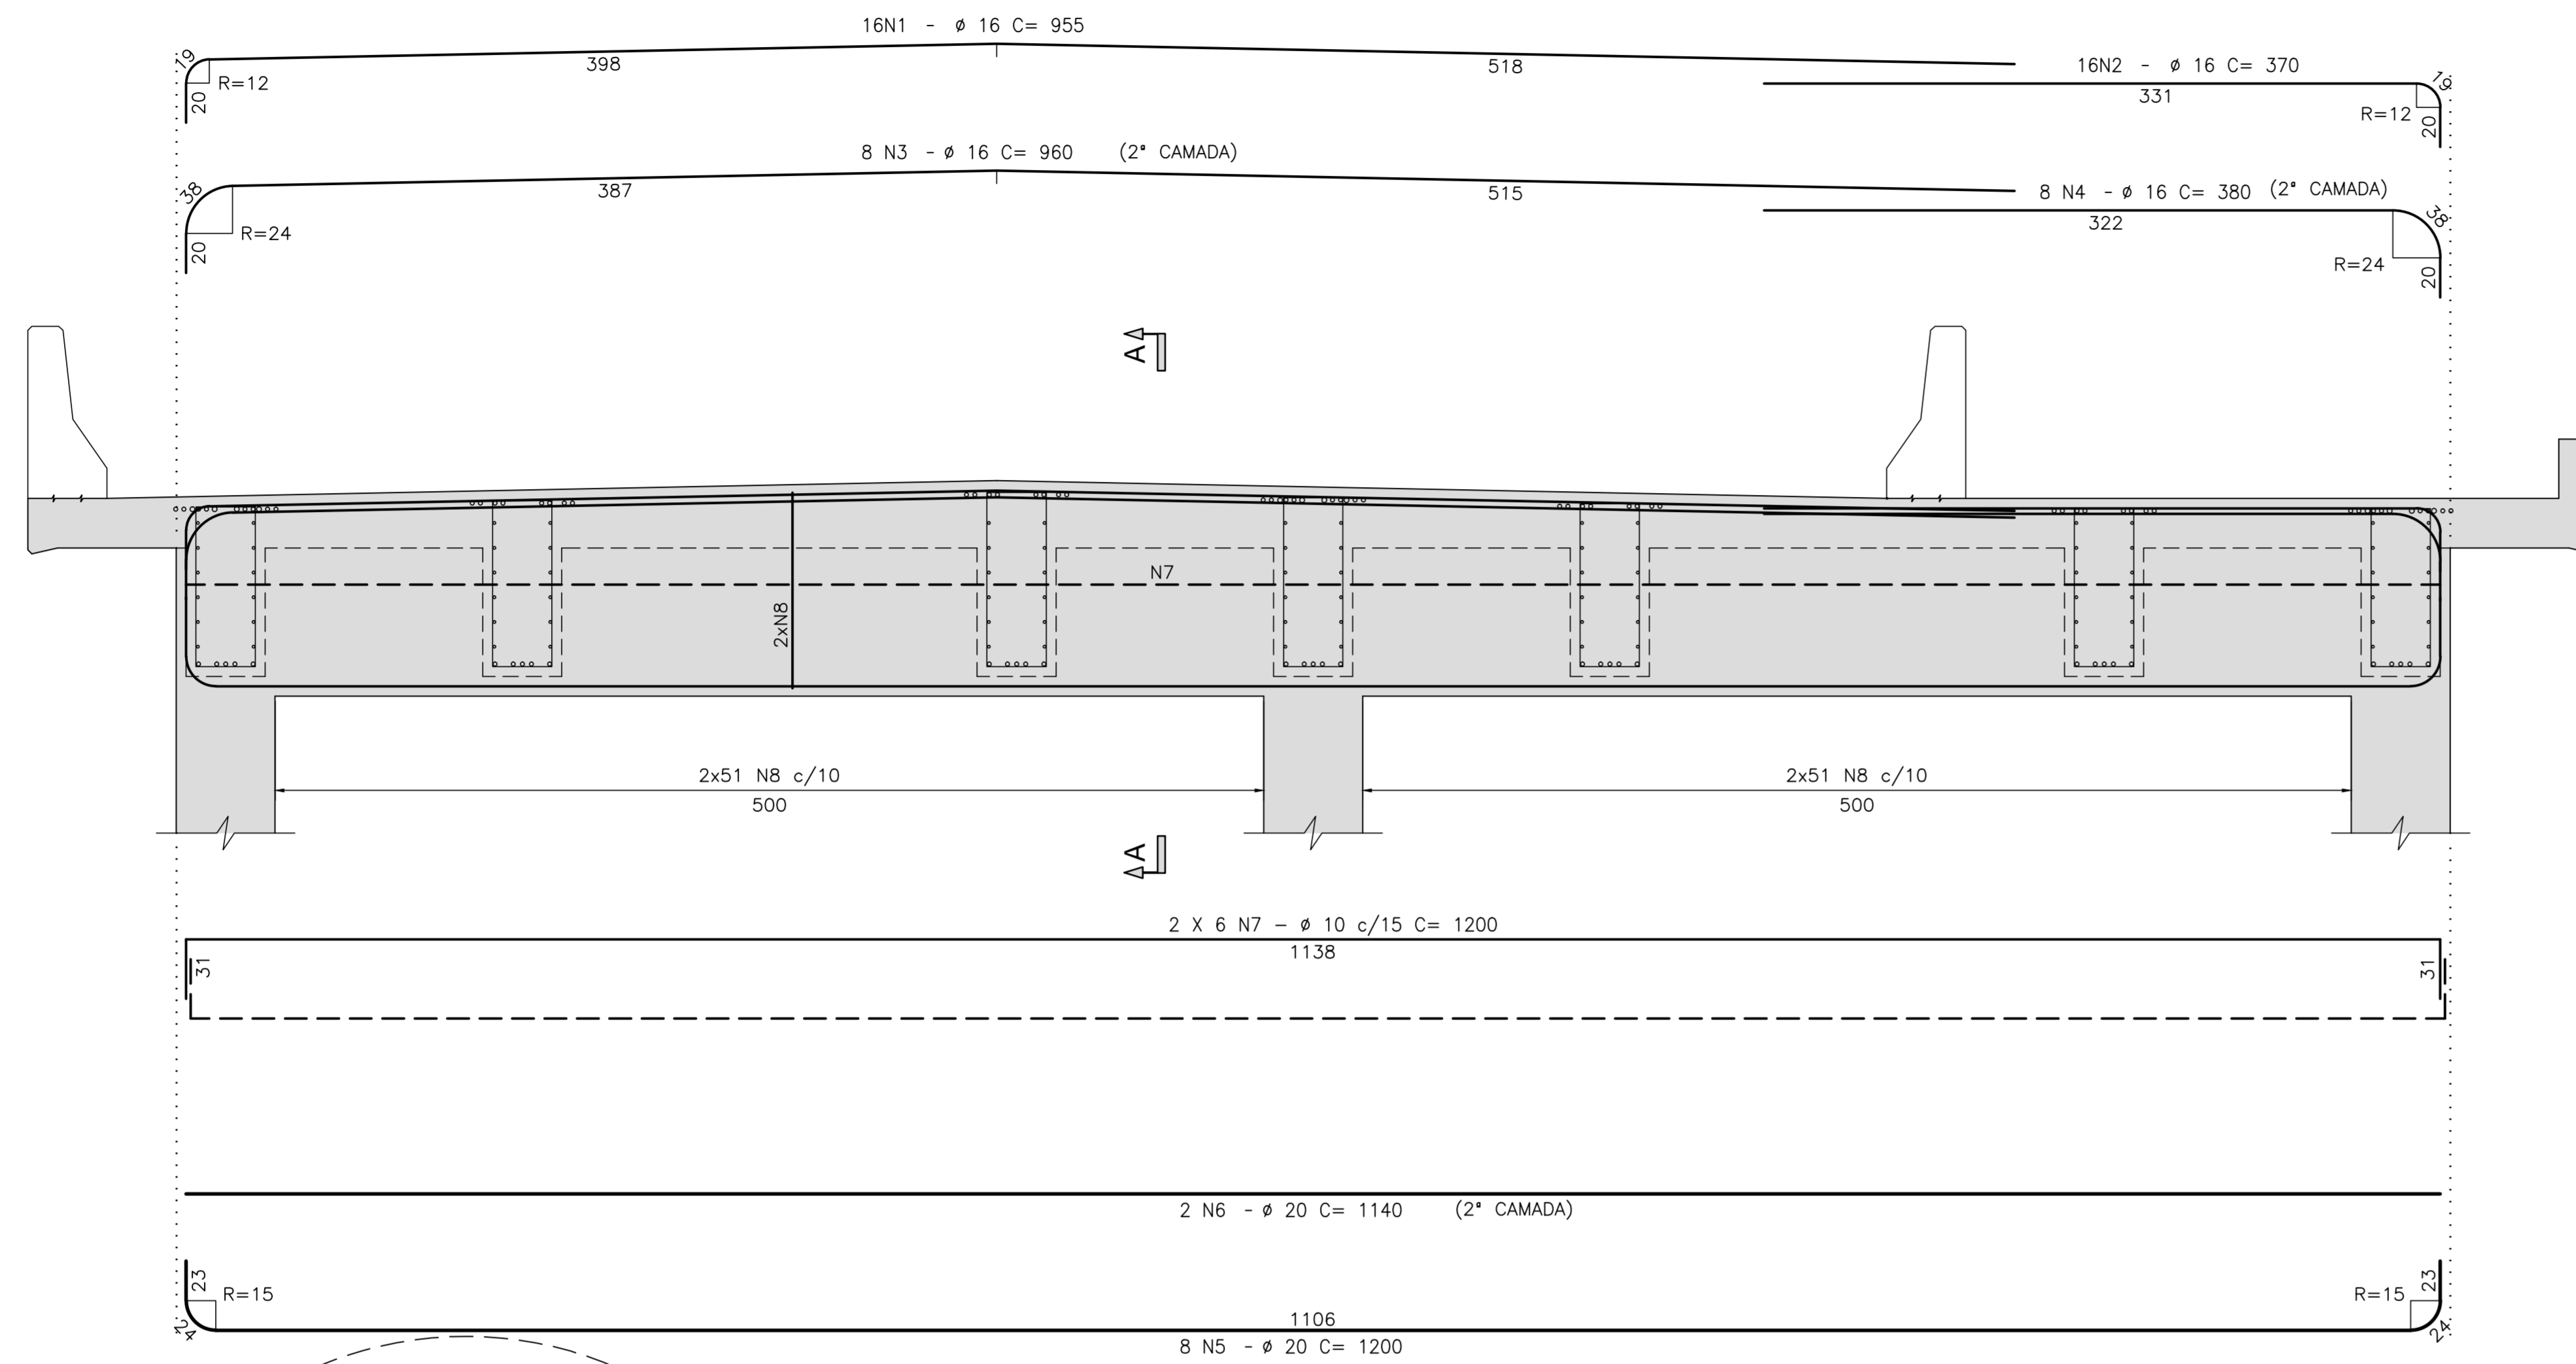 16N1 - ø 16 C= 955
398
518
19
R=12
20
16N2 - ø 16 C= 370
331
19
R=12
20
8 N3 - ø 16 C= 960 (2ª CAMADA)
387
515
38
R=24
20
8 N4 - ø 16 C= 380 (2ª CAMADA)
322
38
R=24
20
A
N7
2xN8
2x51 N8 c/10
500
2x51 N8 c/10
500
A
2 X 6 N7 - ø 10 c/15 C= 1200
1138
31
31
2 N6 - ø 20 C= 1140 (2ª CAMADA)
23
R=15
24
23
R=15
24
1106
8 N5 - ø 20 C= 1200